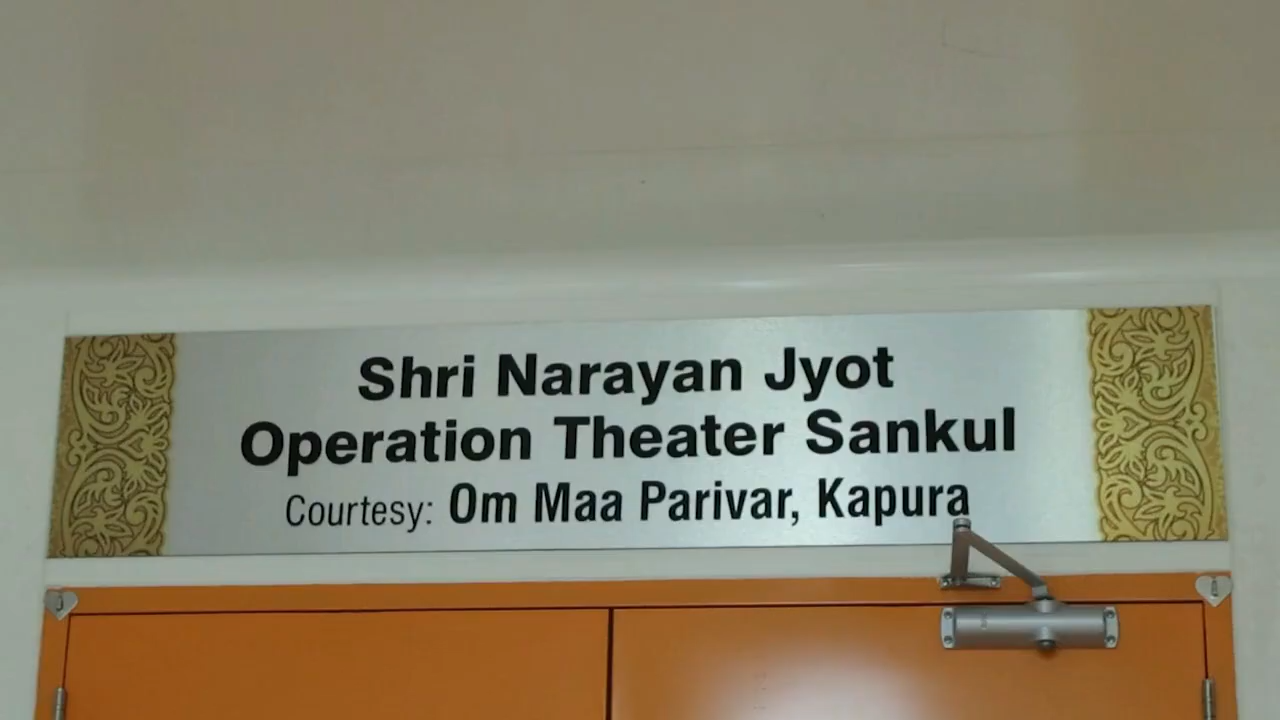 Shri Narayan Jyot
Operation Theater Sankul
Courtesy: Om Maa Parivar, Kapura